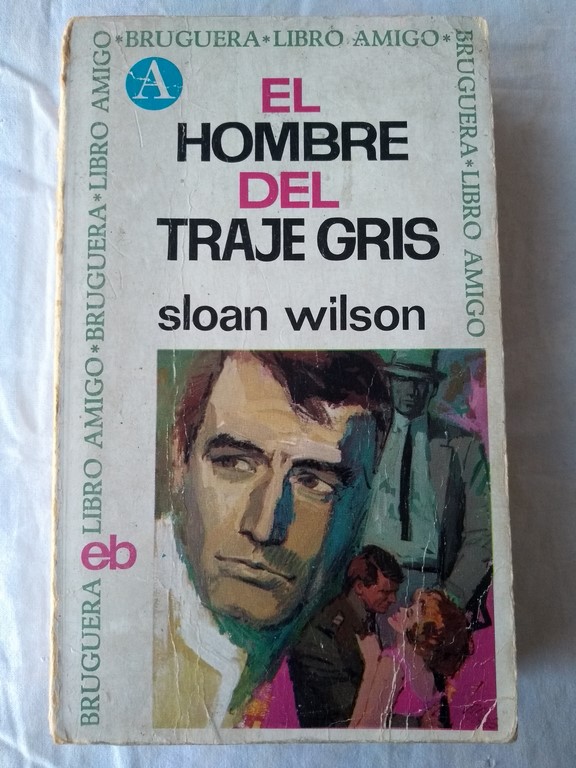 BRUGUERA * LIBRO AMIGO * BRUGUERA * LIBRO AMIGO * BRUGUERA * LIBRO AMIGO * BRUGUERA * LIBRO AMIGO
A
EL
HOMBRE
DEL
TRAJE GRIS
sloan wilson
eb